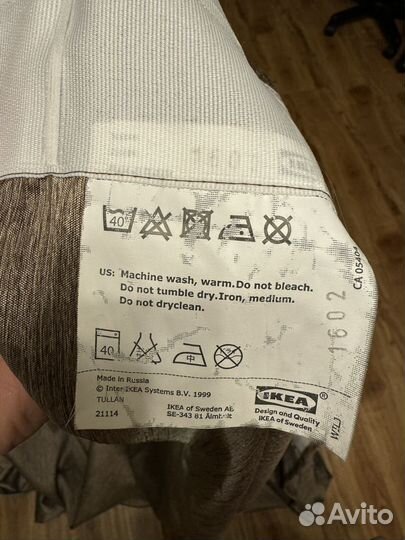 40
US: Machine wash, warm.Do not bleach.
Do not tumble dry.Iron, medium.
Do not dryclean.
40
中
Made in Russia
© Inter IKEA Systems B.V. 1999
TULLAN
21114
IKEA of Sweden AB
SE-343 81 Älmhult
IKEA
Design and Quality
IKEA of Sweden
1602
Avito